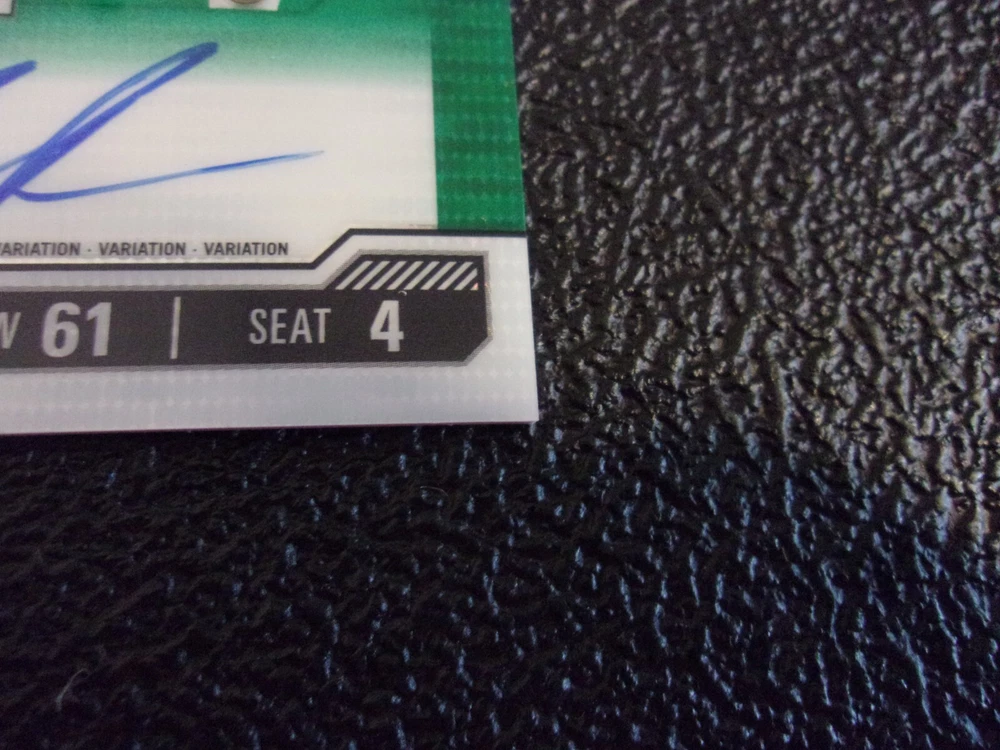 VARIATION · VARIATION · VARIATION
61 | SEAT 4